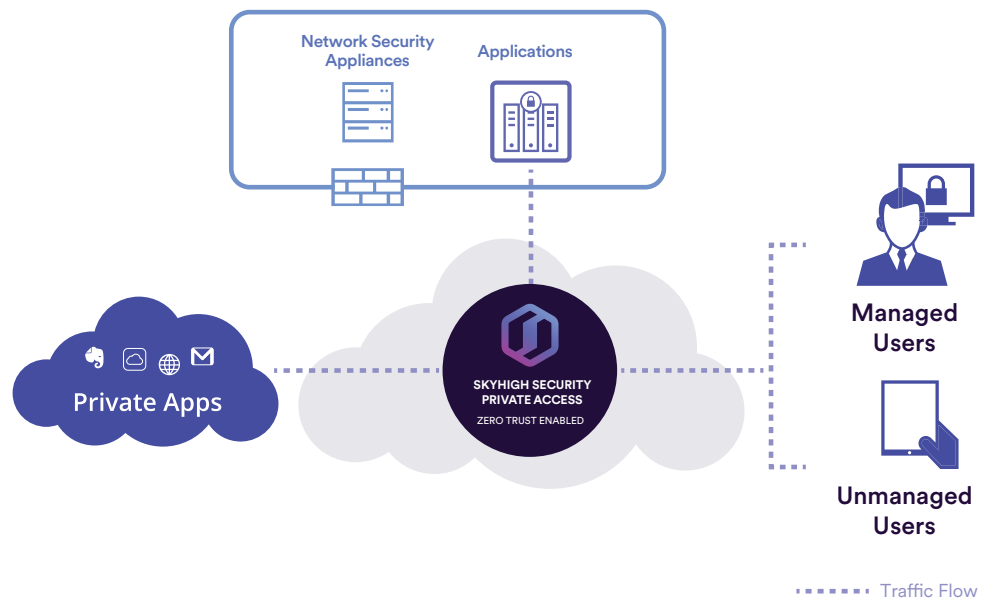 Network Security
Appliances
Applications
Managed
Users
SKYHIGH SECURITY
PRIVATE ACCESS
ZERO TRUST ENABLED
Private Apps
Unmanaged
Users
Traffic Flow